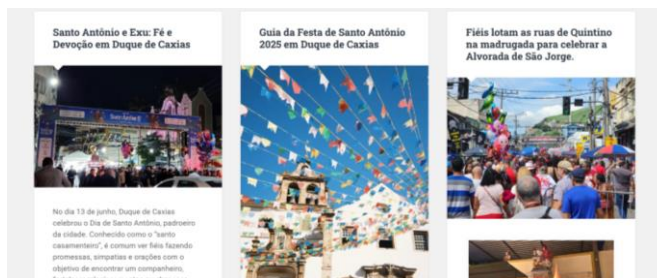 Santo Antônio e Exu: Fé e
Devoção em Duque de Caxias
Santo Antônio
No dia 13 de junho, Duque de Caxias
celebrou o Dia de Santo Antônio, padroeiro
da cidade. Conhecido como o "santo
casamenteiro", é comum ver fiéis fazendo
promessas, simpatias e orações com o
objetivo de encontrar um companheiro.
Guia da Festa de Santo Antônio
2025 em Duque de Caxias
Fiéis lotam as ruas de Quintino
na madrugada para celebrar a
Alvorada de São Jorge.